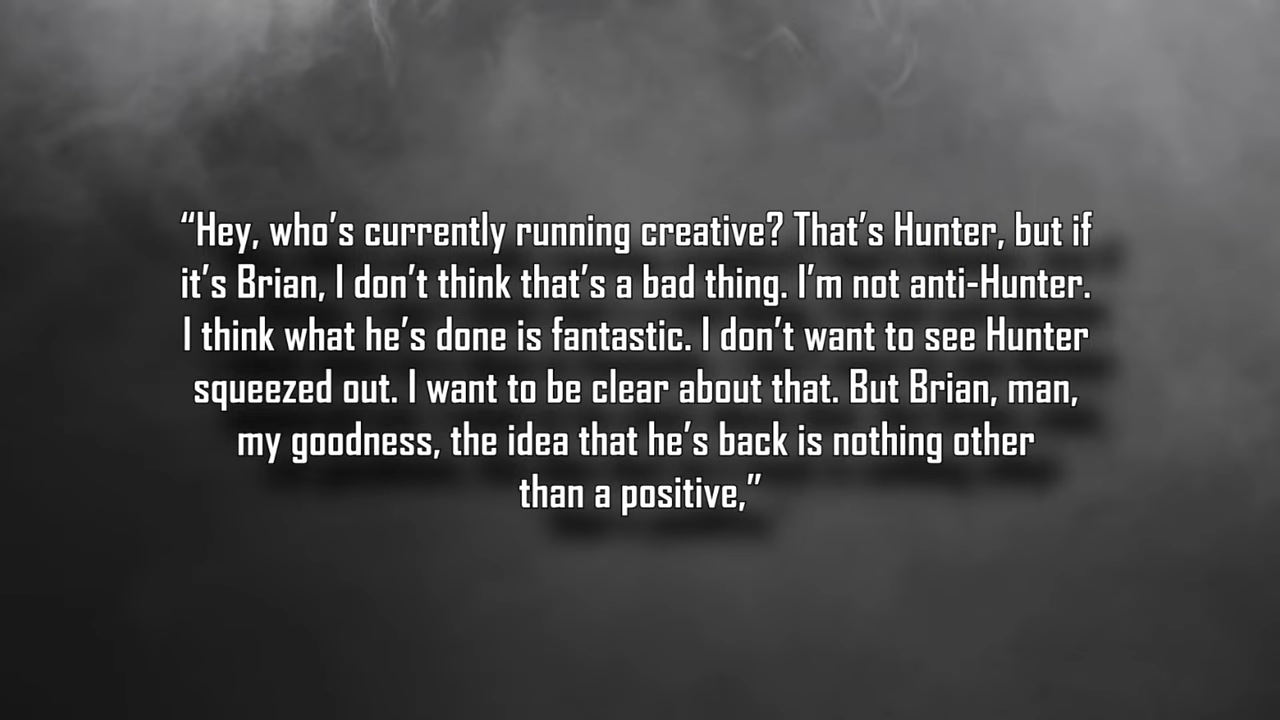 “Hey, who’s currently running creative? That’s Hunter, but if
it’s Brian, I don’t think that’s a bad thing. I’m not anti-Hunter.
I think what he’s done is fantastic. I don’t want to see Hunter
squeezed out. I want to be clear about that. But Brian, man,
my goodness, the idea that he’s back is nothing other
than a positive,”